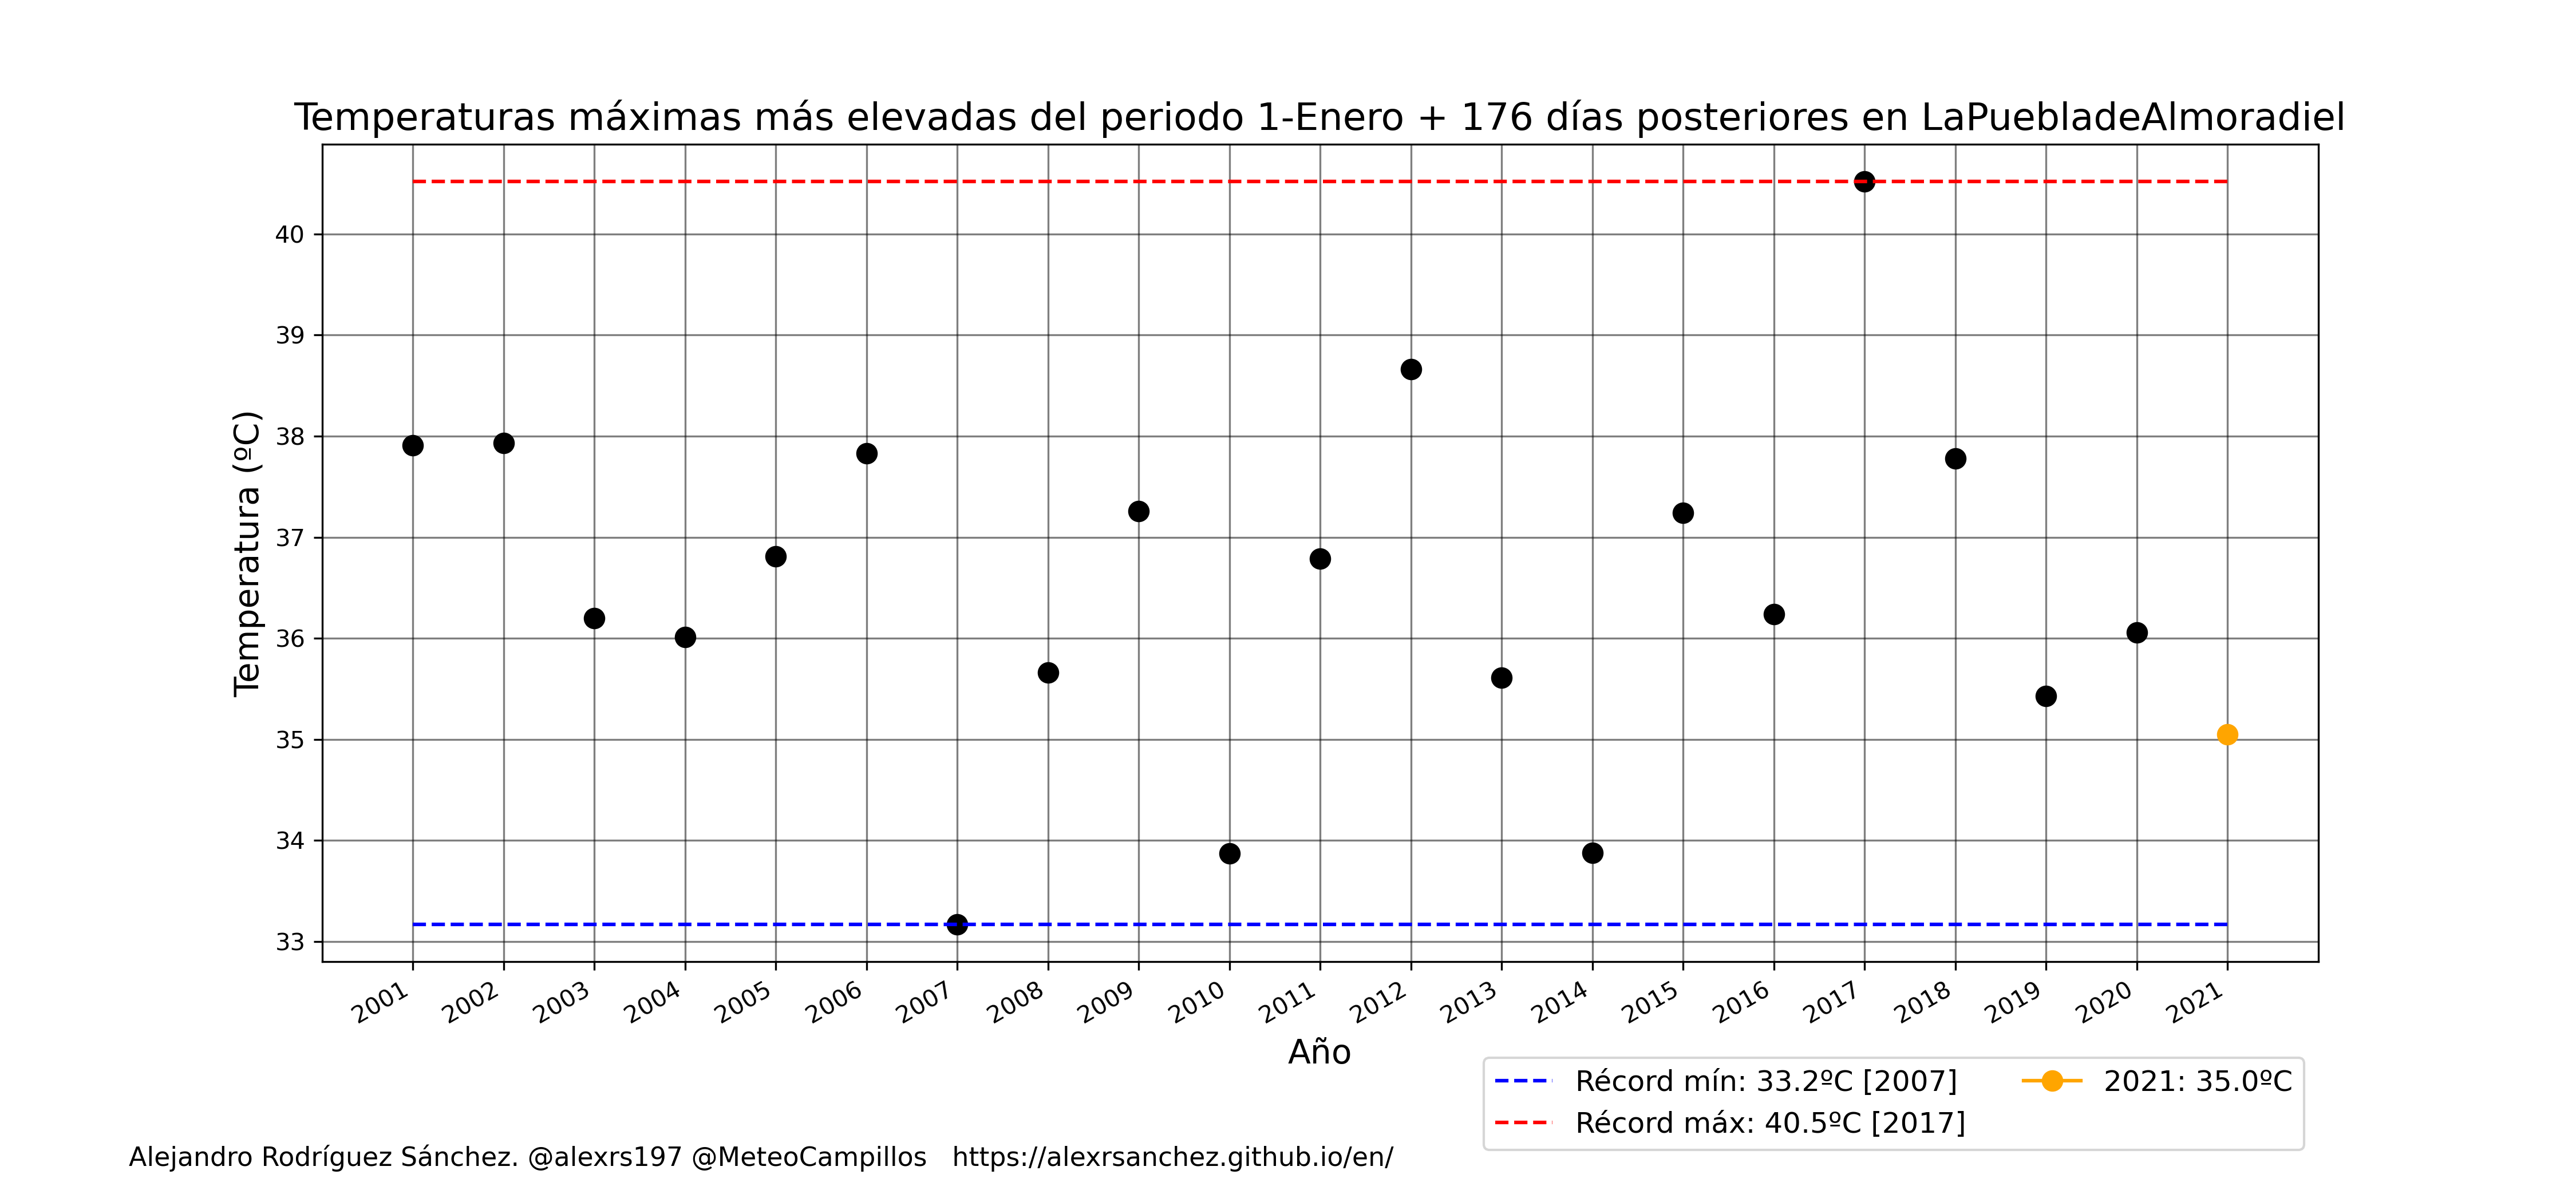 Temperaturas máximas más elevadas del periodo 1-Enero + 176 días posteriores en LaPuebladeAlmoradiel
Temperatura (ºC)
40
39
38
37
36
35
34
33
2001 2002 2003 2004 2005 2006 2007 2008 2009 2010 2011 2012 2013 2014 2015 2016 2017 2018 2019 2020 2021
Año
Récord mín: 33.2ºC [2007]
Récord máx: 40.5ºC [2017]
2021: 35.0ºC
Alejandro Rodríguez Sánchez. @alexrs197 @MeteoCampillos https://alexrsanchez.github.io/en/